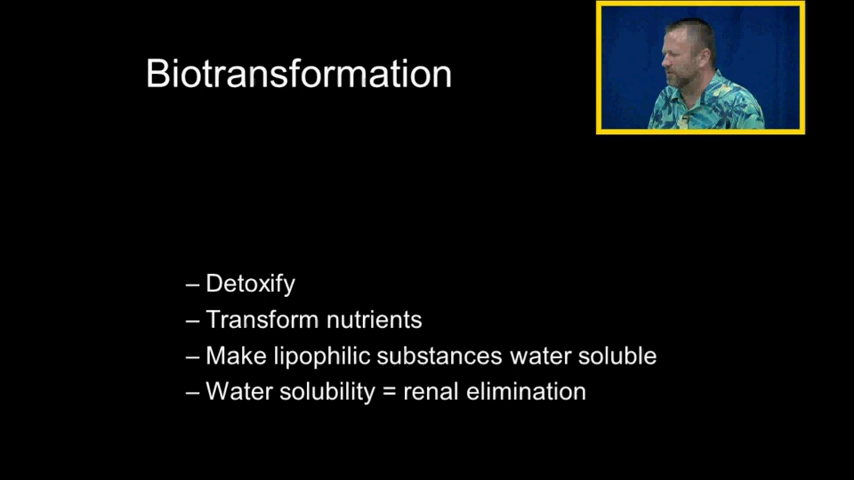 Biotransformation
– Detoxify
– Transform nutrients
– Make lipophilic substances water soluble
– Water solubility = renal elimination